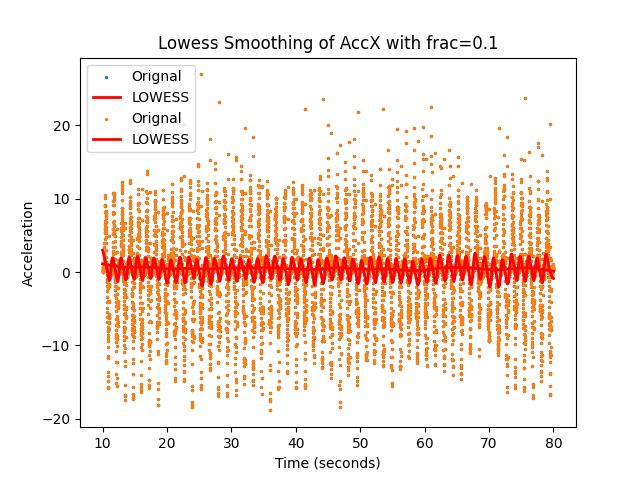 Lowess Smoothing of AccX with frac=0.1
Orignal
LOWESS
Orignal
LOWESS
20
10
0
−10
−20
Acceleration
10 20 30 40 50 60 70 80
Time (seconds)